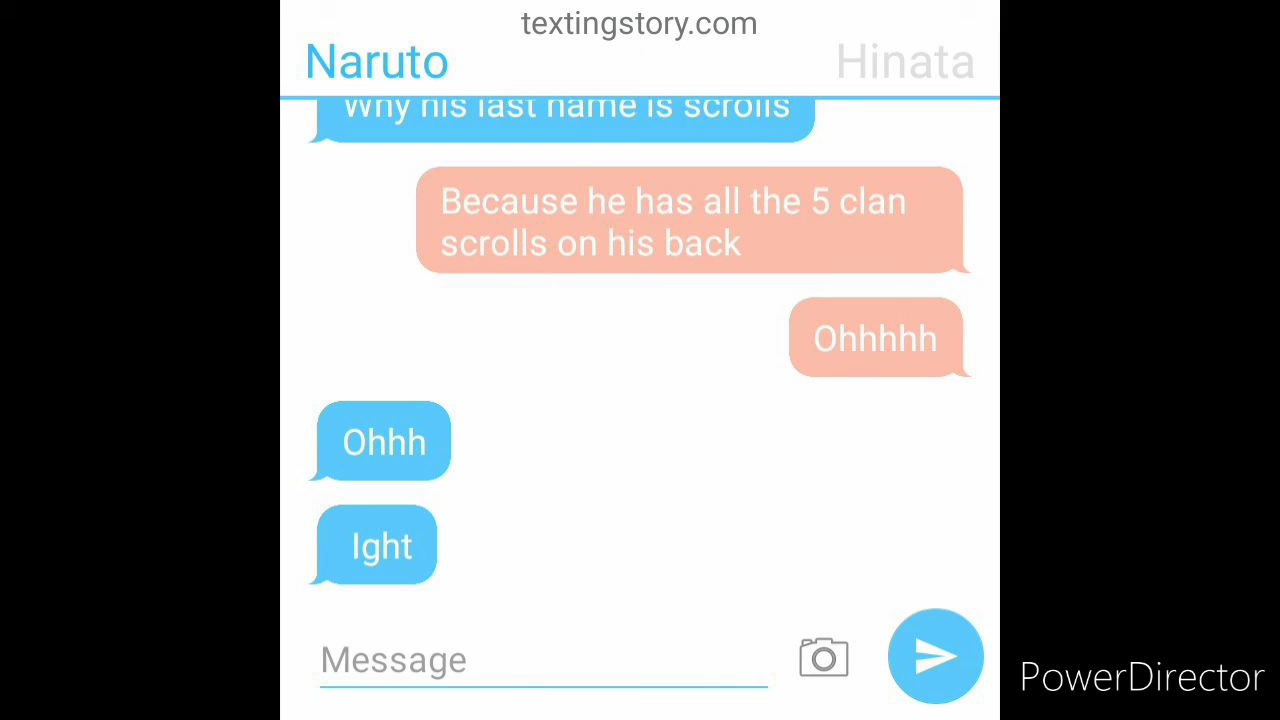 textingstory.com
Naruto
Hinata
Why his last name is scrolls
Because he has all the 5 clan
scrolls on his back
Ohhhhh
Ohhh
Ight
Message
PowerDirector